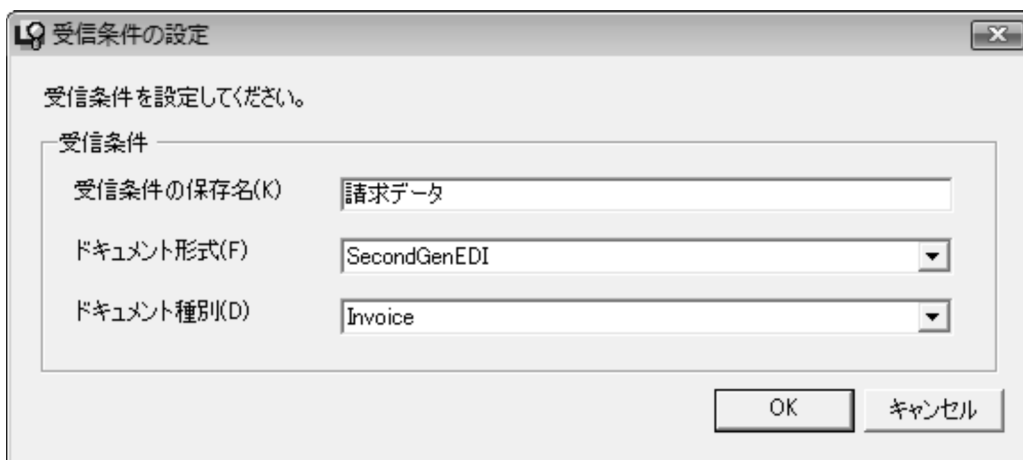 受信条件の設定
受信条件を設定してください。
受信条件
受信条件の保存名(K) 請求データ
ドキュメント形式(F) SecondGenEDI
ドキュメント種別(D) Invoice
OK キャンセル